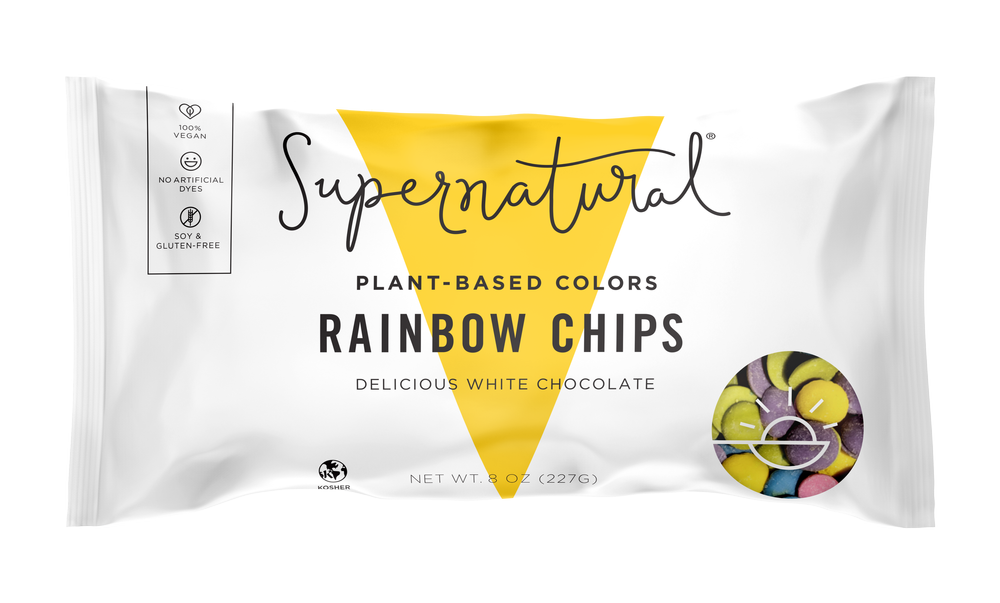 100%
VEGAN
NO ARTIFICIAL
DYES
SOY &
GLUTEN-FREE
Supernatural®
PLANT-BASED COLORS
RAINBOW CHIPS
DELICIOUS WHITE CHOCOLATE
K
KOSHER
NET WT. 8 OZ (227G)